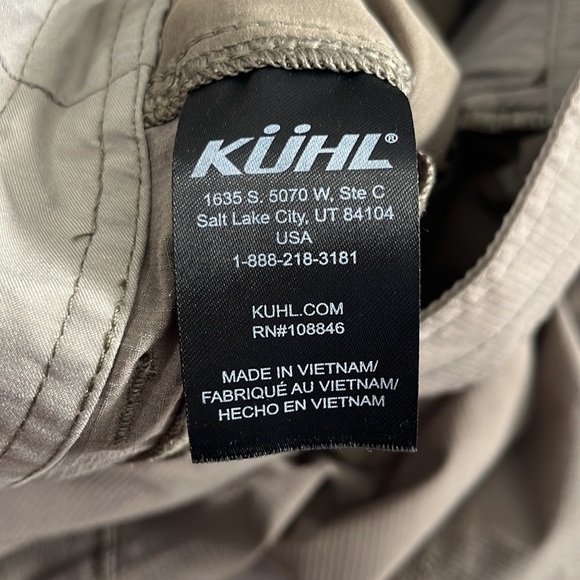 KÜHL®
1635 S. 5070 W, Ste C
Salt Lake City, UT 84104
USA
1-888-218-3181
KUHL.COM
RN#108846
MADE IN VIETNAM/
FABRIQUÉ AU VIETNAM/
HECHO EN VIETNAM